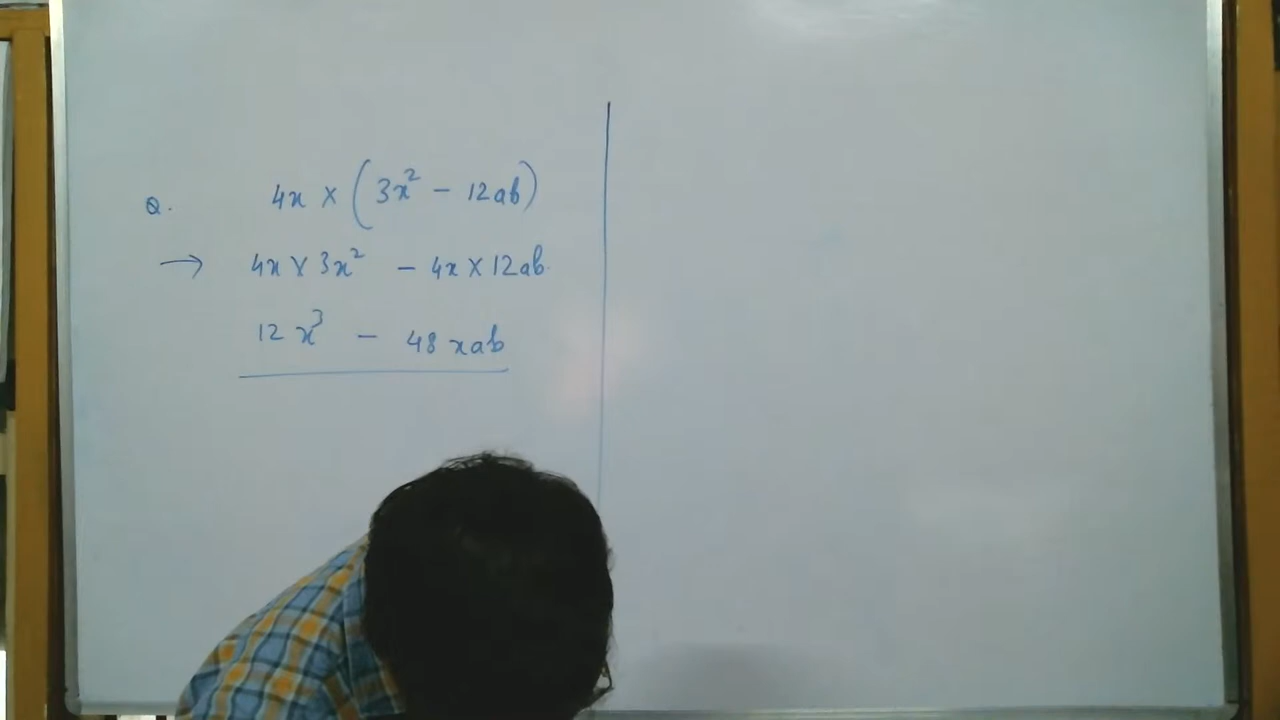 Q. 4x × (3x² - 12ab)
→ 4x × 3x² - 4x × 12ab
12x³ - 48xab